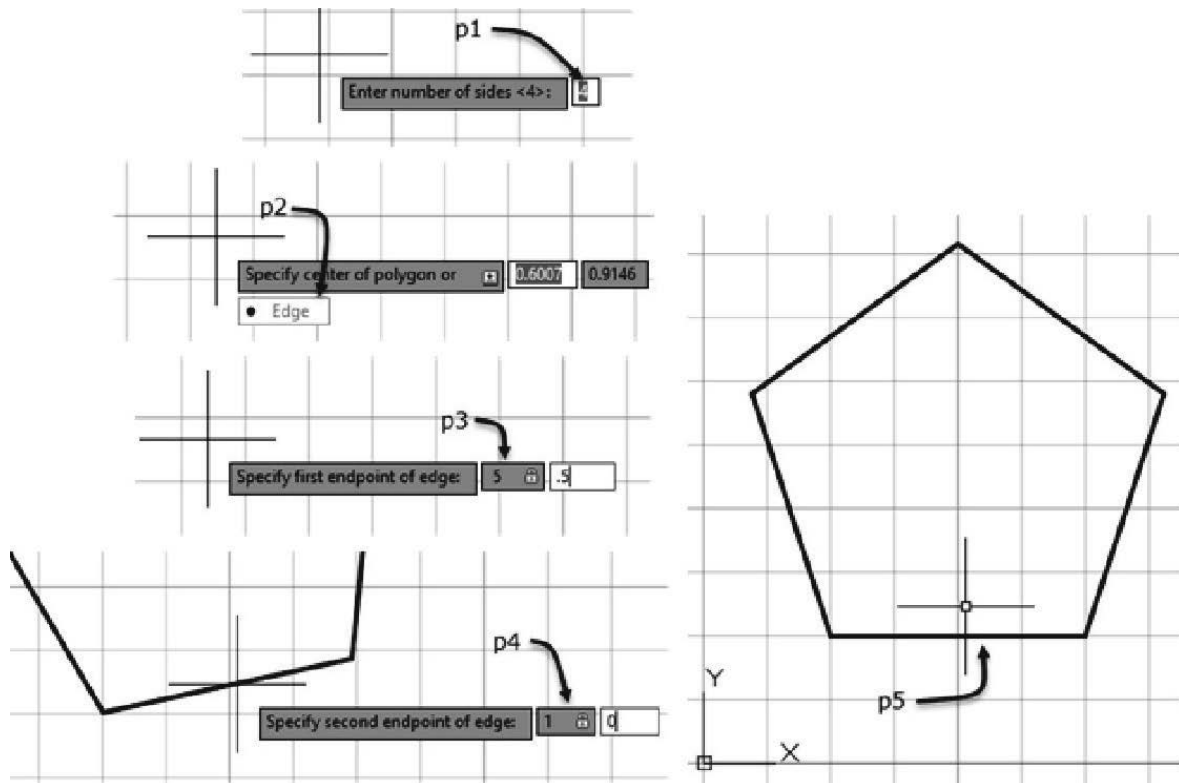 p1
Enter number of sides <4>:
p2
Specify center of polygon or 0.6007 0.9146
Edge
p3
Specify first endpoint of edge: 5 .5
p4
Specify second endpoint of edge: 1 0
p5
Y
X